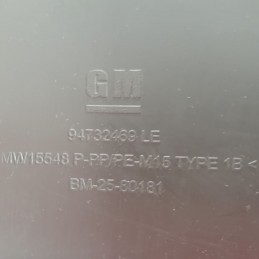 GM
94732469 LE
MW15548 P-PP/PE-M15 TYPE 1B <
BM-25-60181